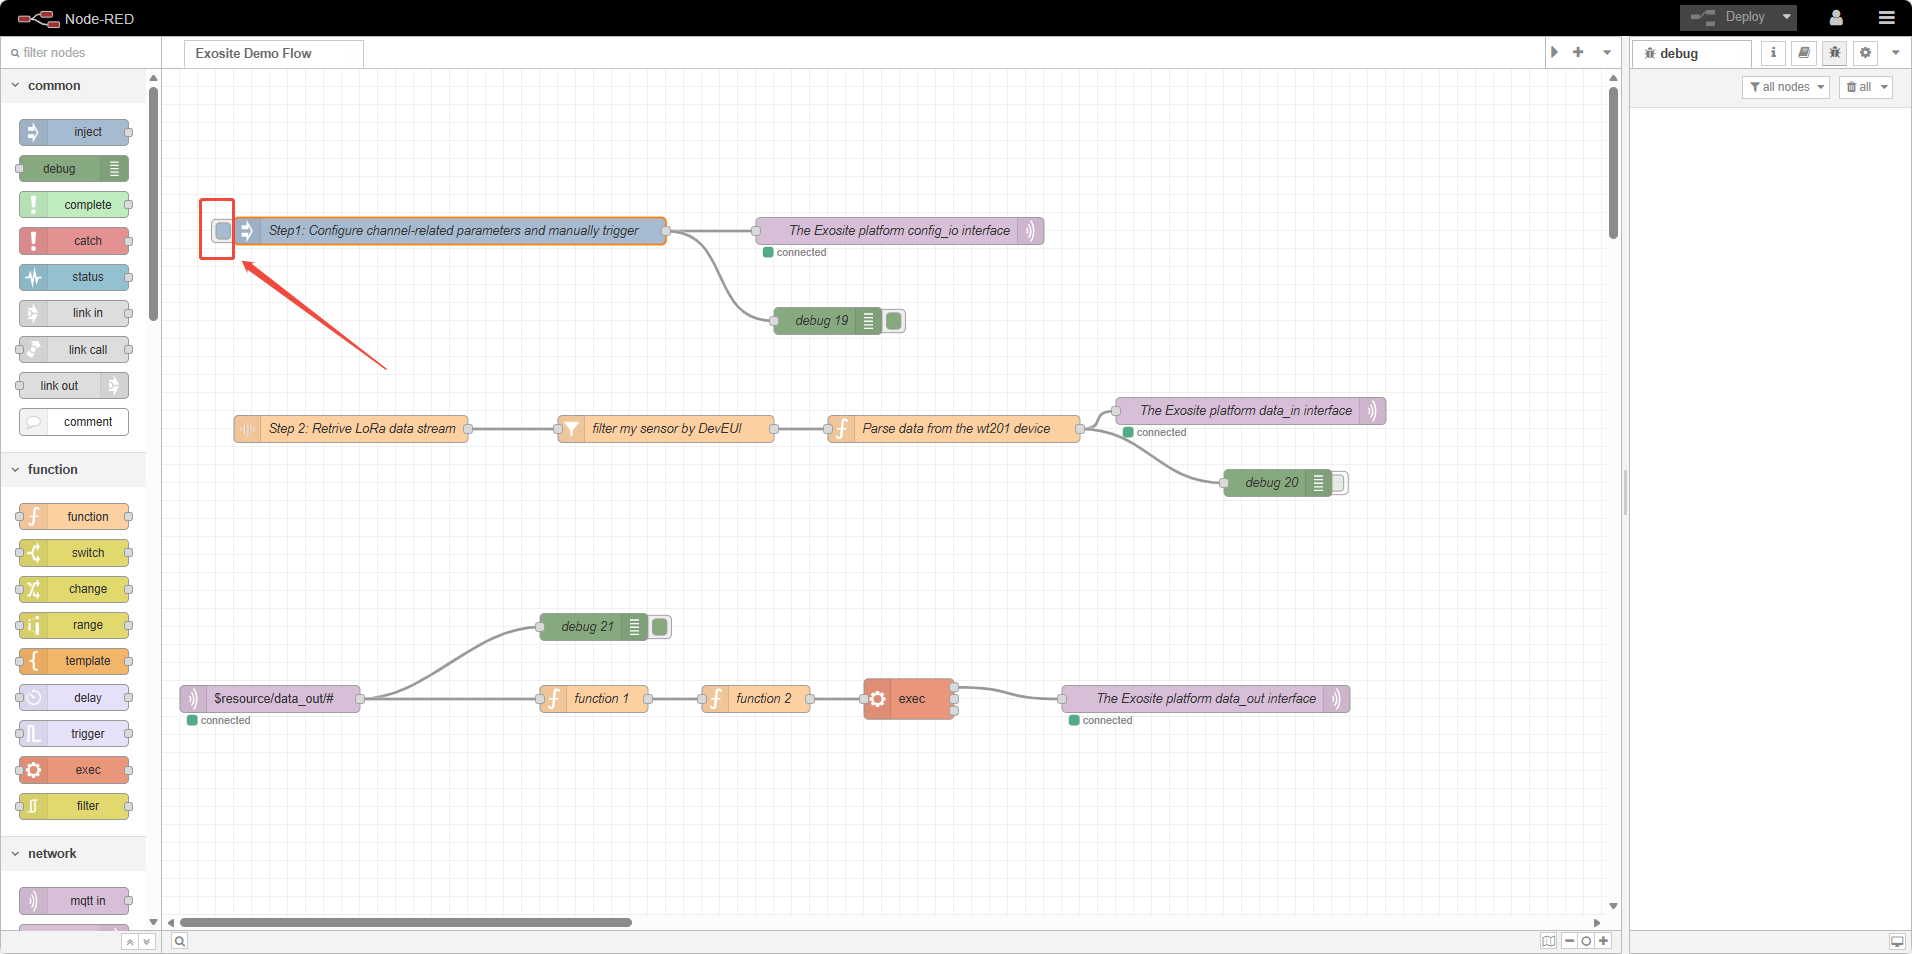 Node-RED
Deploy
filter nodes
Exosite Demo Flow
debug
i
all nodes
all
common
inject
debug
complete
catch
status
link in
link call
link out
comment
function
function
switch
change
range
template
delay
trigger
exec
filter
network
mqtt in
Step1: Configure channel-related parameters and manually trigger
The Exosite platform config_io interface
connected
debug 19
Step 2: Retrive LoRa data stream
filter my sensor by DevEUI
Parse data from the wt201 device
The Exosite platform data_in interface
connected
debug 20
debug 21
$resource/data_out/#
connected
function 1
function 2
exec
The Exosite platform data_out interface
connected